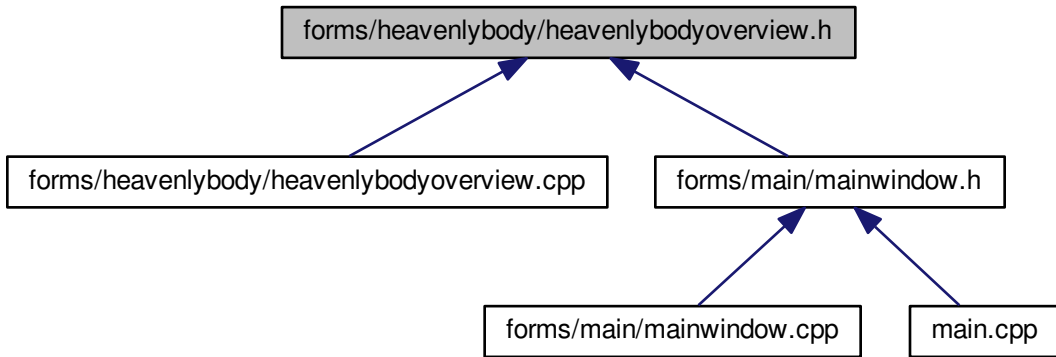 forms/heavenlybody/heavenlybodyoverview.h
forms/heavenlybody/heavenlybodyoverview.cpp
forms/main/mainwindow.h
forms/main/mainwindow.cpp
main.cpp